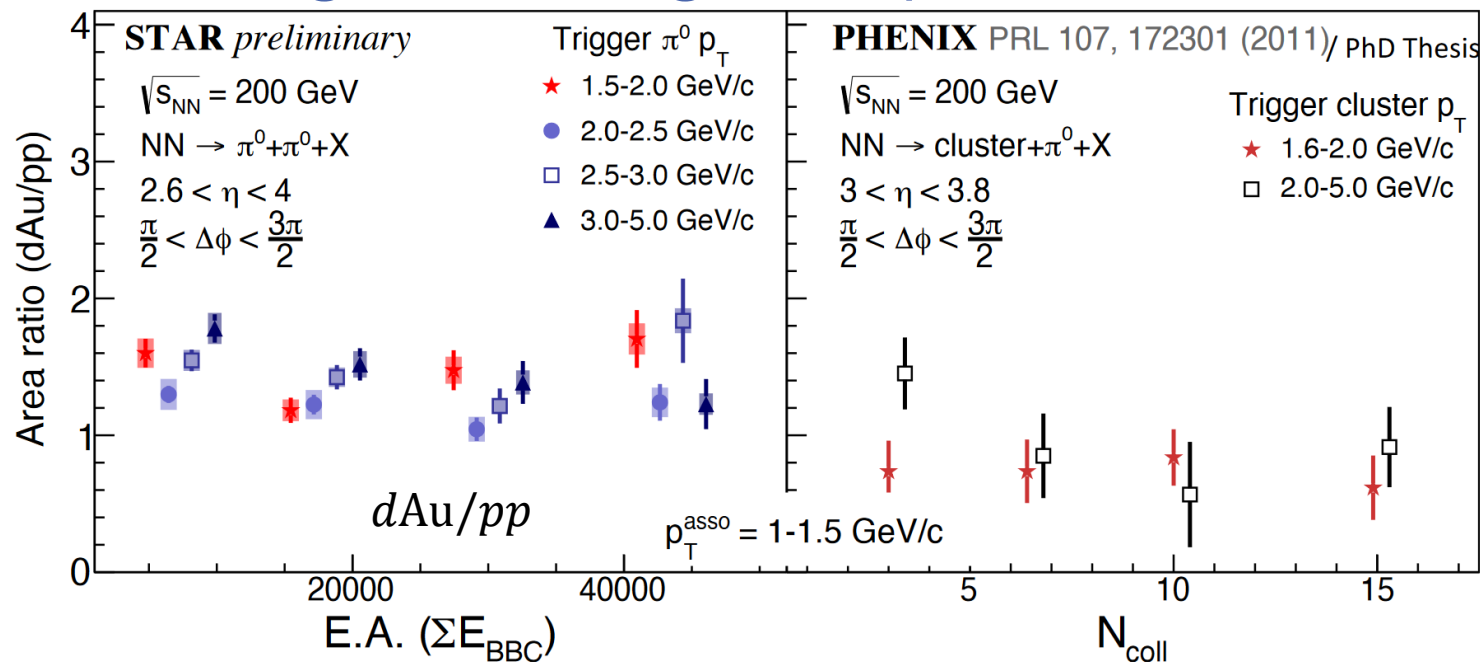 4
3
2
1
0
Area ratio (dAu/pp)
STAR preliminary
√s_NN = 200 GeV
NN → π⁰+π⁰+X
2.6 < η < 4
π/2 < Δϕ < 3π/2
Trigger π⁰ p_T
1.5-2.0 GeV/c
2.0-2.5 GeV/c
2.5-3.0 GeV/c
3.0-5.0 GeV/c
dAu/pp
20000 40000
E.A. (ΣE_BBC)
PHENIX PRL 107, 172301 (2011)/ PhD Thesis
√s_NN = 200 GeV
NN → cluster+π⁰+X
3 < η < 3.8
π/2 < Δϕ < 3π/2
Trigger cluster p_T
1.6-2.0 GeV/c
2.0-5.0 GeV/c
p_T^asso = 1-1.5 GeV/c
5 10 15
N_coll